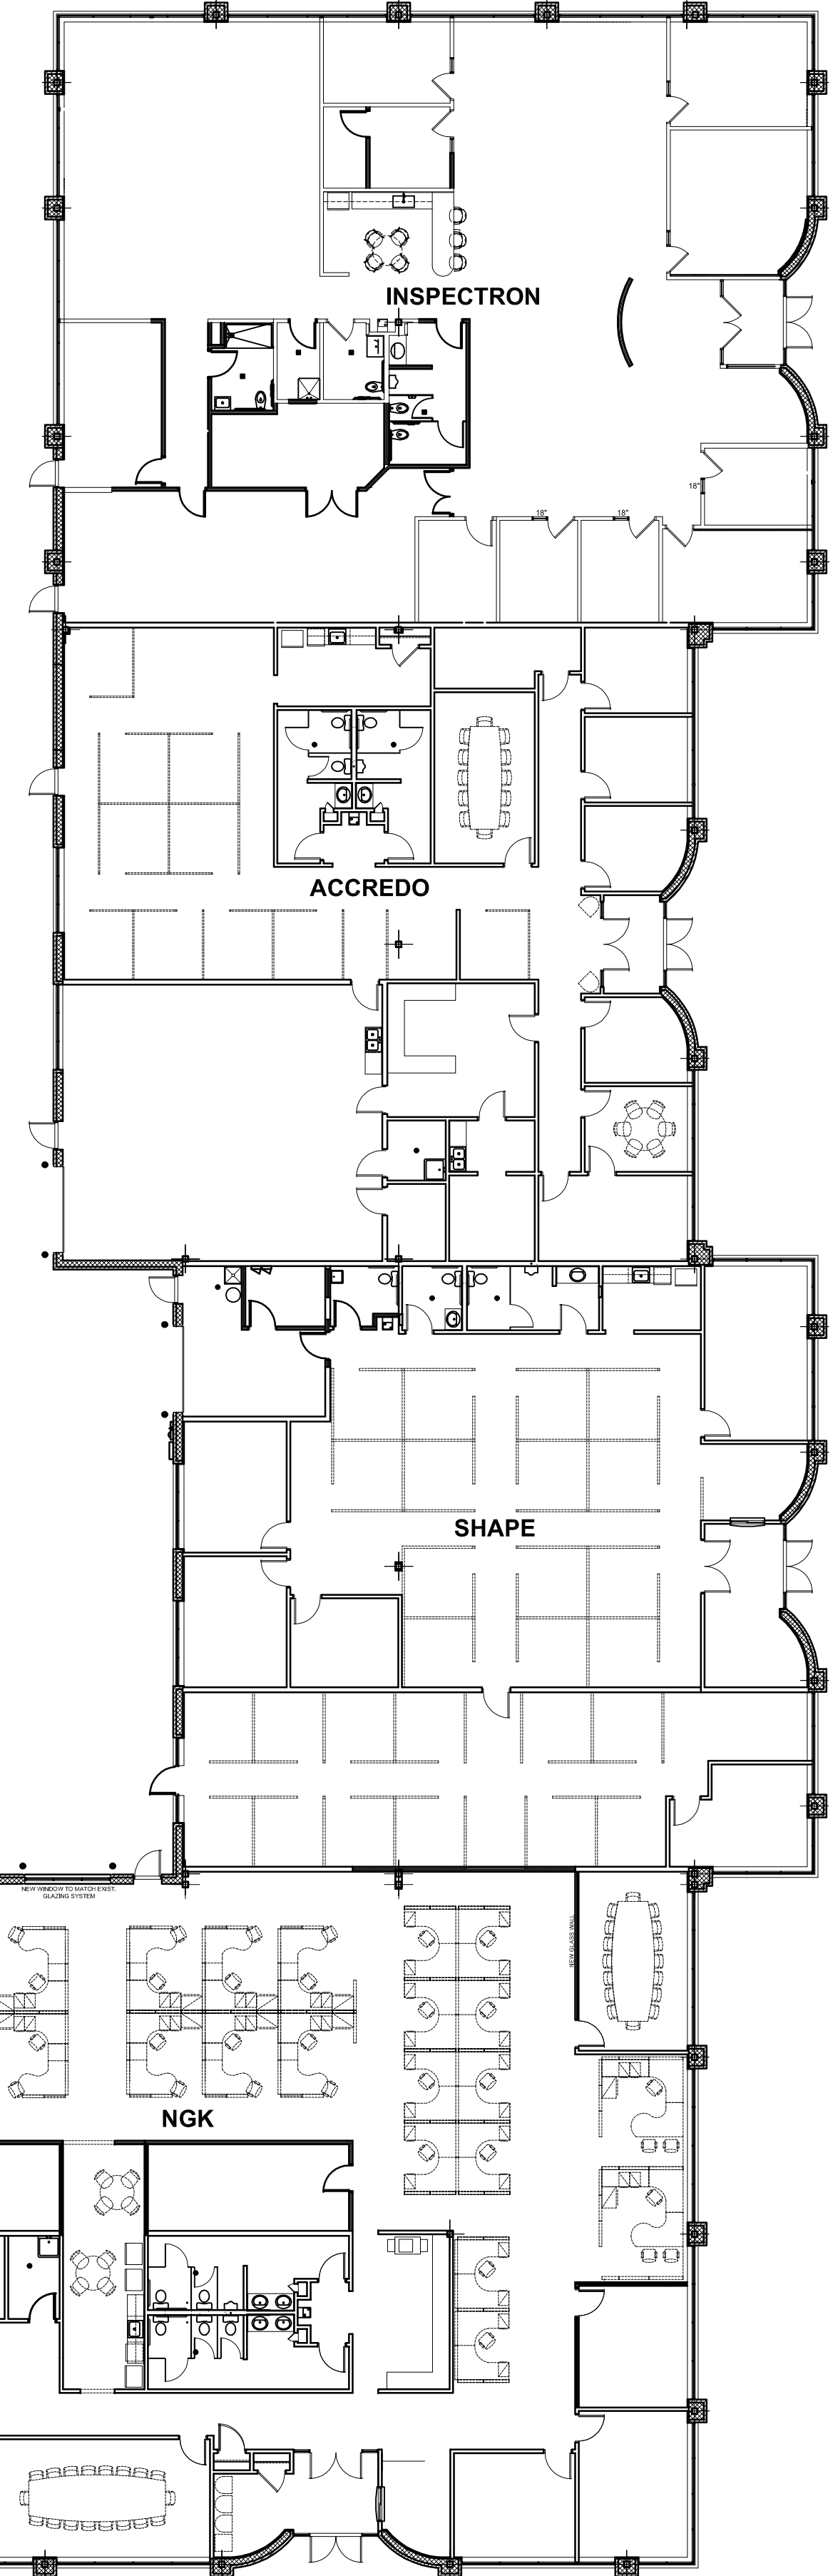 INSPECTRON
18"
18"
18"
ACCREDO
SHAPE
NEW WINDOW TO MATCH EXIST.
GLAZING SYSTEM
NEW GLASS WALL
NGK